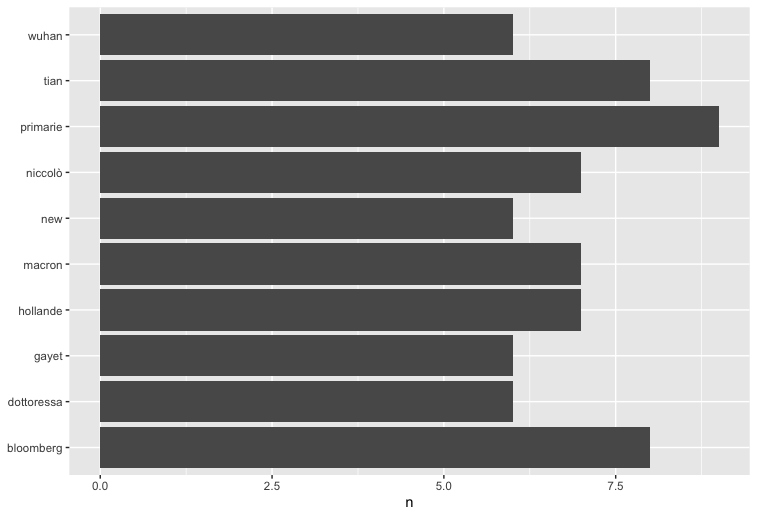 wuhan
tian
primarie
niccolò
new
macron
hollande
gayet
dottoressa
bloomberg
0.0 2.5 5.0 7.5
n